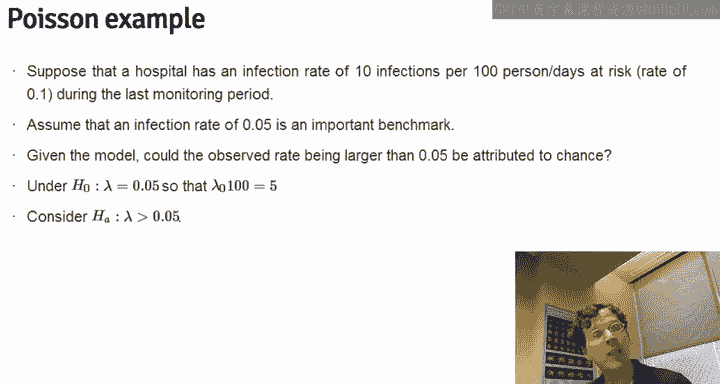 Poisson example
· Suppose that a hospital has an infection rate of 10 infections per 100 person/days at risk (rate of
0.1) during the last monitoring period.
· Assume that an infection rate of 0.05 is an important benchmark.
· Given the model, could the observed rate being larger than 0.05 be attributed to chance?
· Under H₀ : λ = 0.05 so that λ₀100 = 5
· Consider Hₐ : λ > 0.05.